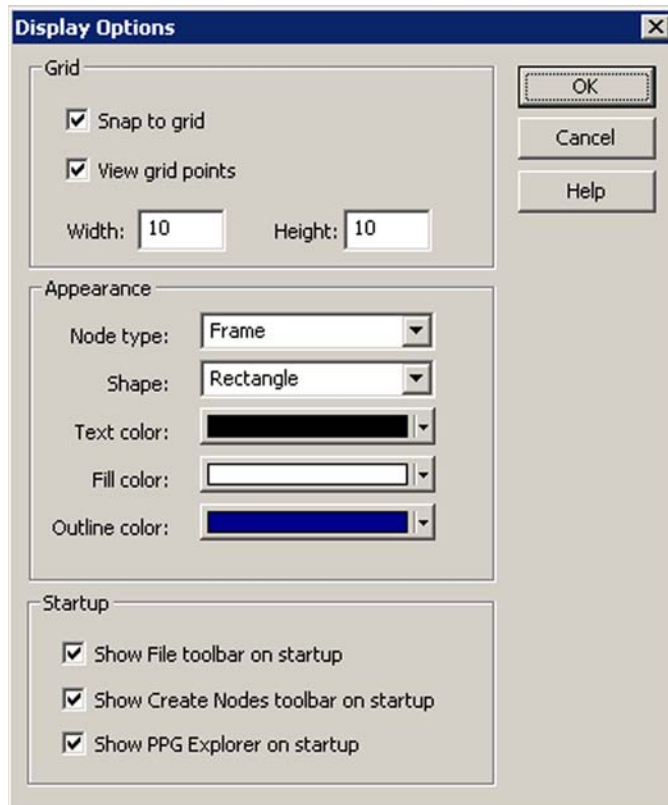 Display Options
Grid
Snap to grid
View grid points
Width: 10 Height: 10
OK
Cancel
Help
Appearance
Node type: Frame
Shape: Rectangle
Text color:
Fill color:
Outline color:
Startup
Show File toolbar on startup
Show Create Nodes toolbar on startup
Show PPG Explorer on startup